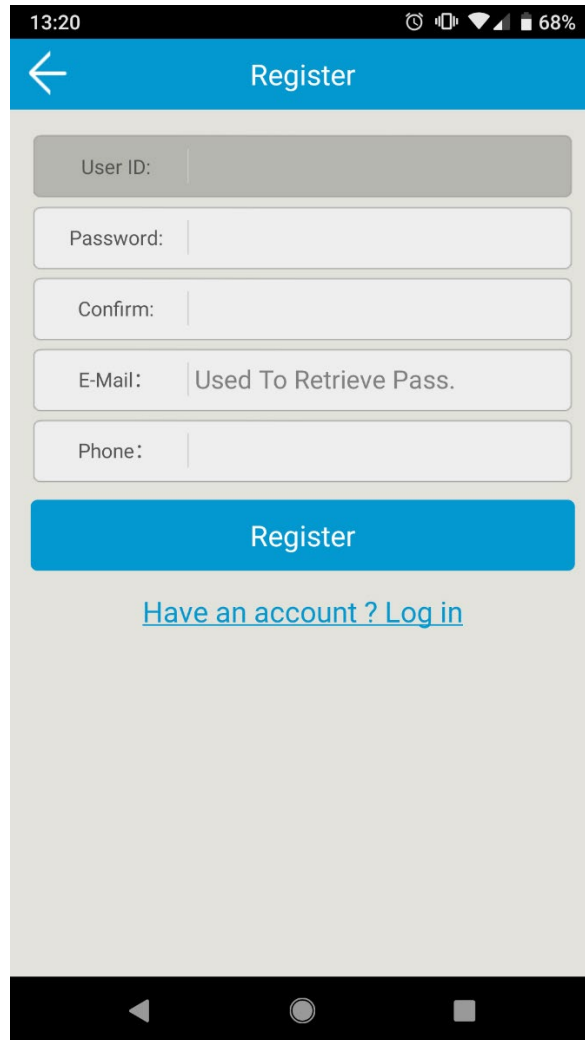 13:20 68%
Register
User ID:
Password:
Confirm:
E-Mail： Used To Retrieve Pass.
Phone：
Register
Have an account ? Log in